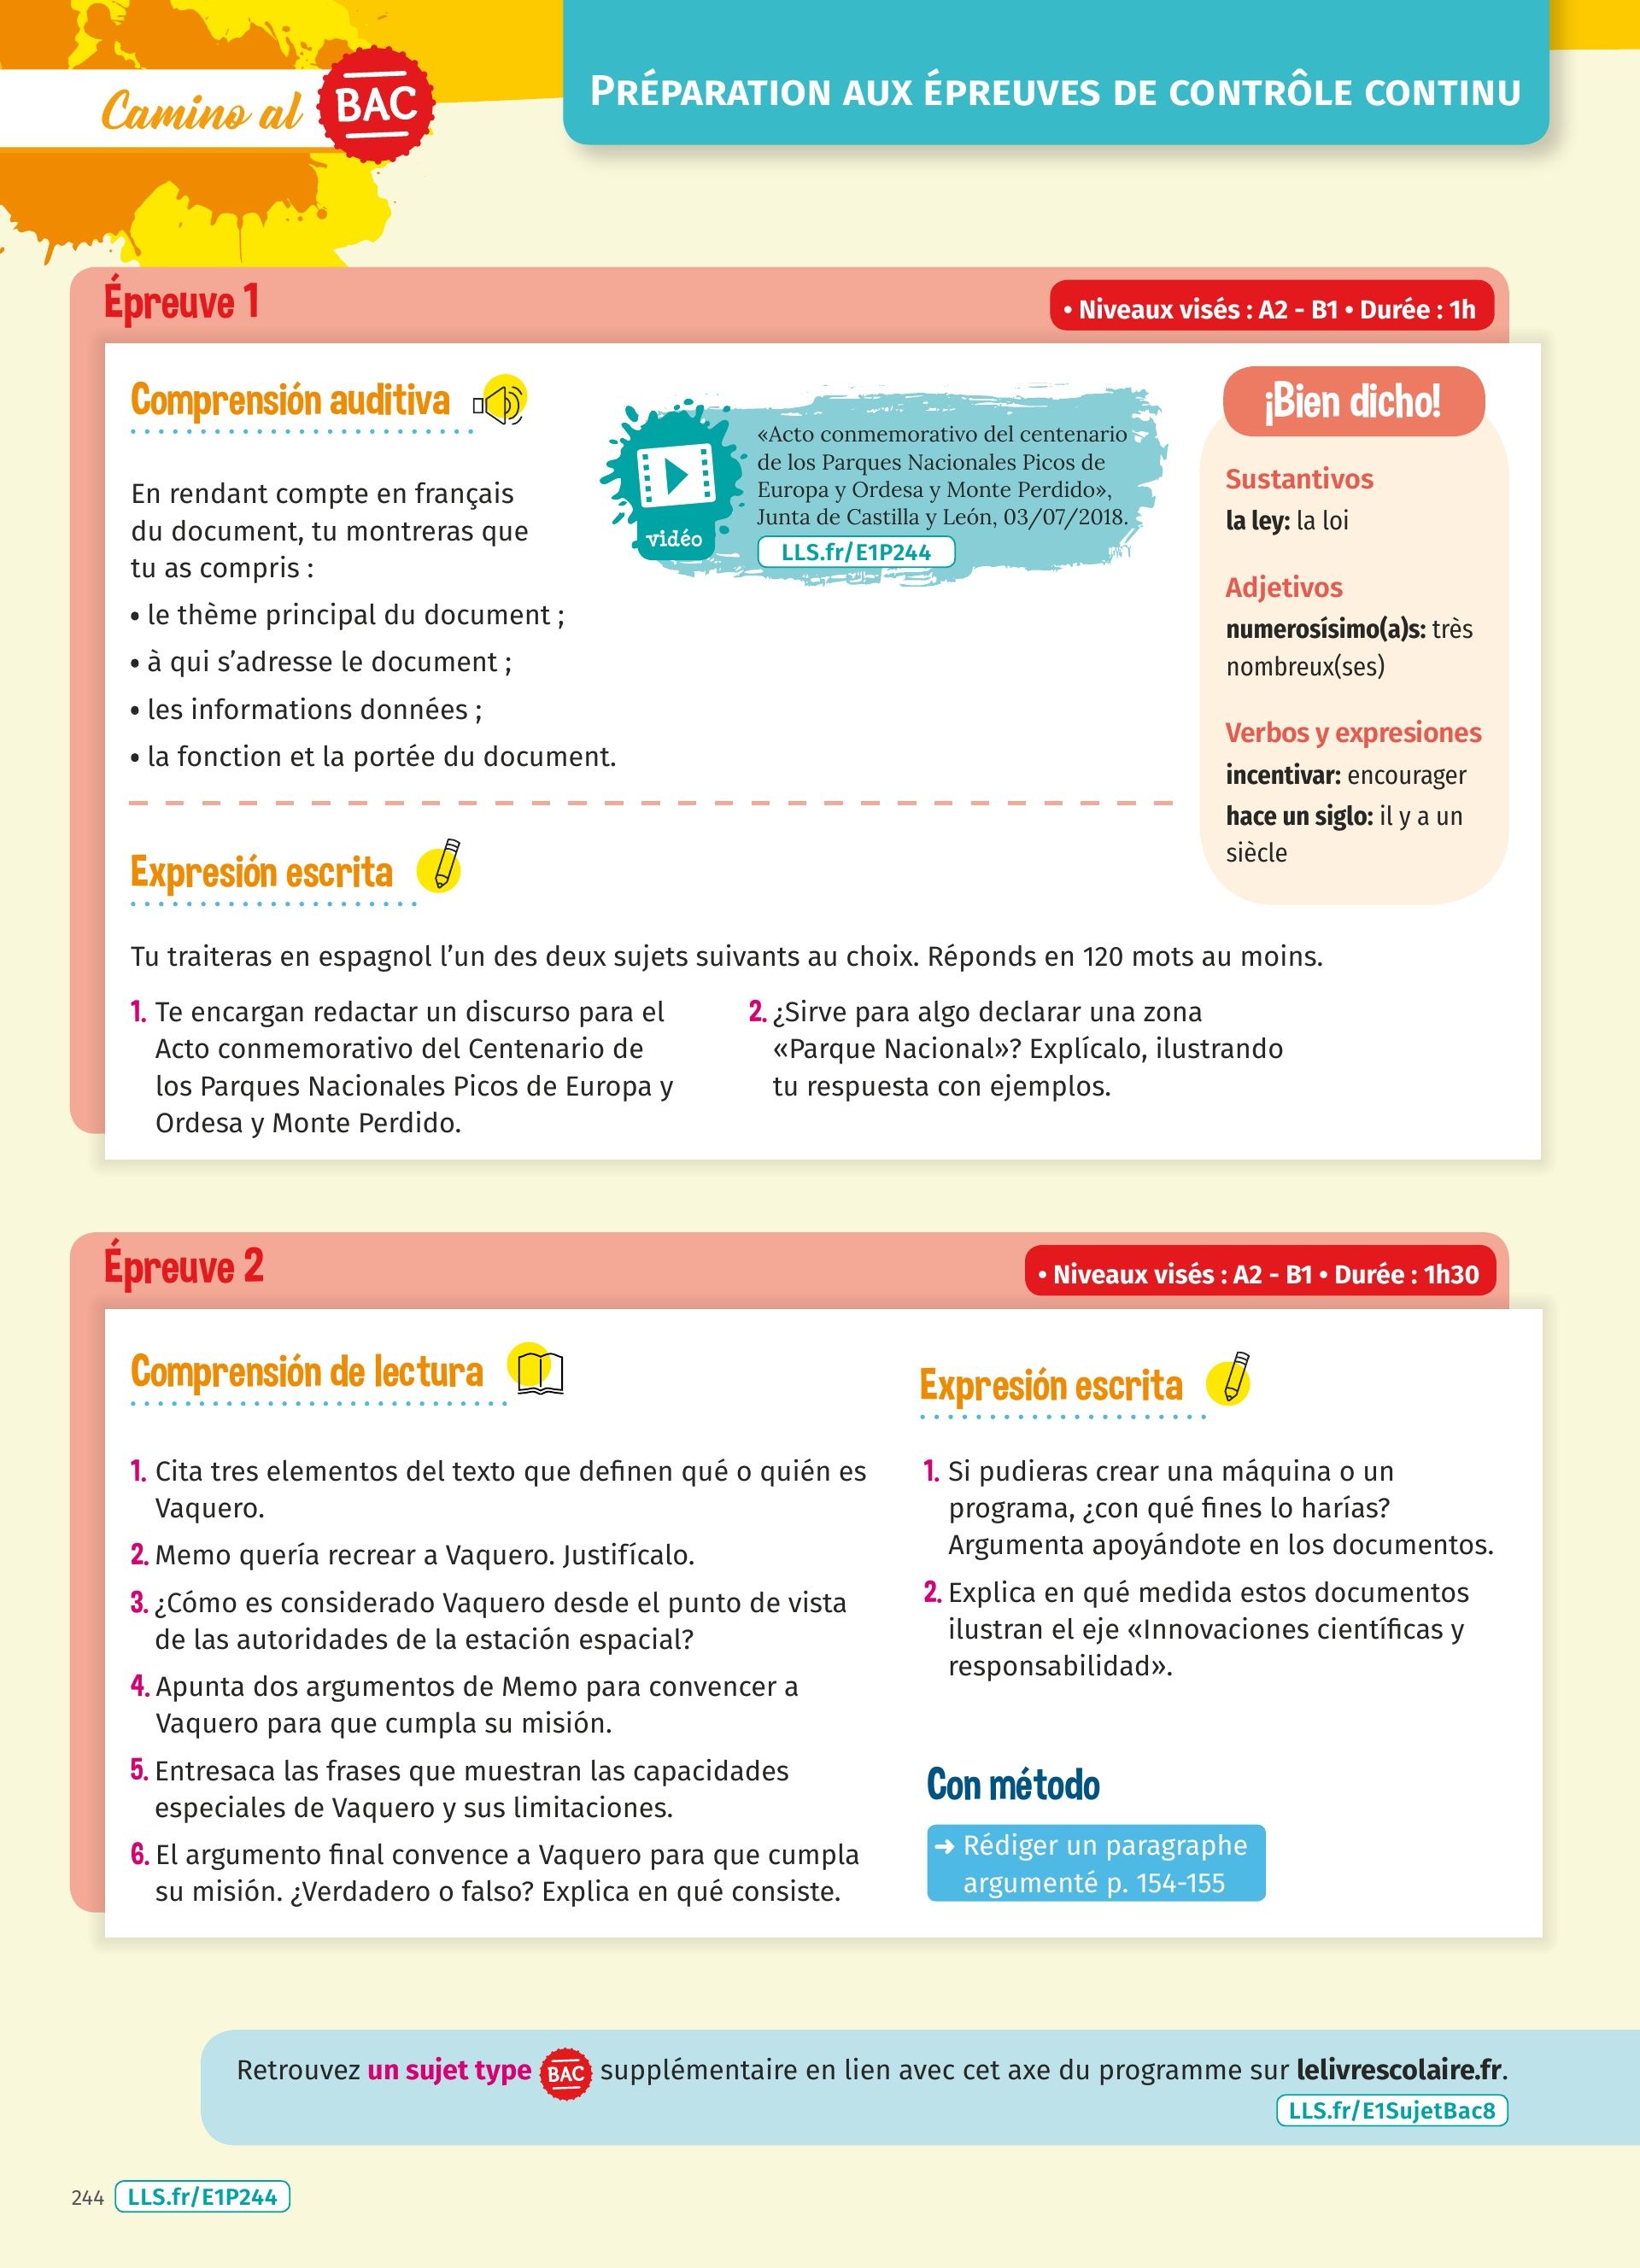 Camino al BAC
Préparation aux épreuves de contrôle continu
Épreuve 1
• Niveaux visés : A2 - B1 • Durée : 1h
Comprensión auditiva
En rendant compte en français
du document, tu montreras que
tu as compris :
• le thème principal du document ;
• à qui s’adresse le document ;
• les informations données ;
• la fonction et la portée du document.
vidéo
«Acto conmemorativo del centenario
de los Parques Nacionales Picos de
Europa y Ordesa y Monte Perdido»,
Junta de Castilla y León, 03/07/2018.
LLS.fr/E1P244
¡Bien dicho!
Sustantivos
la ley: la loi
Adjetivos
numerosísimo(a)s: très
nombreux(ses)
Verbos y expresiones
incentivar: encourager
hace un siglo: il y a un
siècle
Expresión escrita
Tu traiteras en espagnol l’un des deux sujets suivants au choix. Réponds en 120 mots au moins.
1. Te encargan redactar un discurso para el
Acto conmemorativo del Centenario de
los Parques Nacionales Picos de Europa y
Ordesa y Monte Perdido.
2. ¿Sirve para algo declarar una zona
«Parque Nacional»? Explícalo, ilustrando
tu respuesta con ejemplos.
Épreuve 2
• Niveaux visés : A2 - B1 • Durée : 1h30
Comprensión de lectura
1. Cita tres elementos del texto que definen qué o quién es
Vaquero.
2. Memo quería recrear a Vaquero. Justifícalo.
3. ¿Cómo es considerado Vaquero desde el punto de vista
de las autoridades de la estación espacial?
4. Apunta dos argumentos de Memo para convencer a
Vaquero para que cumpla su misión.
5. Entresaca las frases que muestran las capacidades
especiales de Vaquero y sus limitaciones.
6. El argumento final convence a Vaquero para que cumpla
su misión. ¿Verdadero o falso? Explica en qué consiste.
Expresión escrita
1. Si pudieras crear una máquina o un
programa, ¿con qué fines lo harías?
Argumenta apoyándote en los documentos.
2. Explica en qué medida estos documentos
ilustran el eje «Innovaciones científicas y
responsabilidad».
Con método
➜ Rédiger un paragraphe
argumenté p. 154-155
Retrouvez un sujet type BAC supplémentaire en lien avec cet axe du programme sur lelivrescolaire.fr.
LLS.fr/E1SujetBac8
244 LLS.fr/E1P244